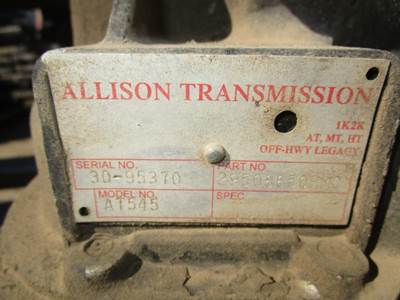 ALLISON TRANSMISSION
1K2K
AT, MT, HT
OFF-HWY LEGACY
SERIAL NO. PART NO.
30-95370
MODEL NO. SPEC
AT545